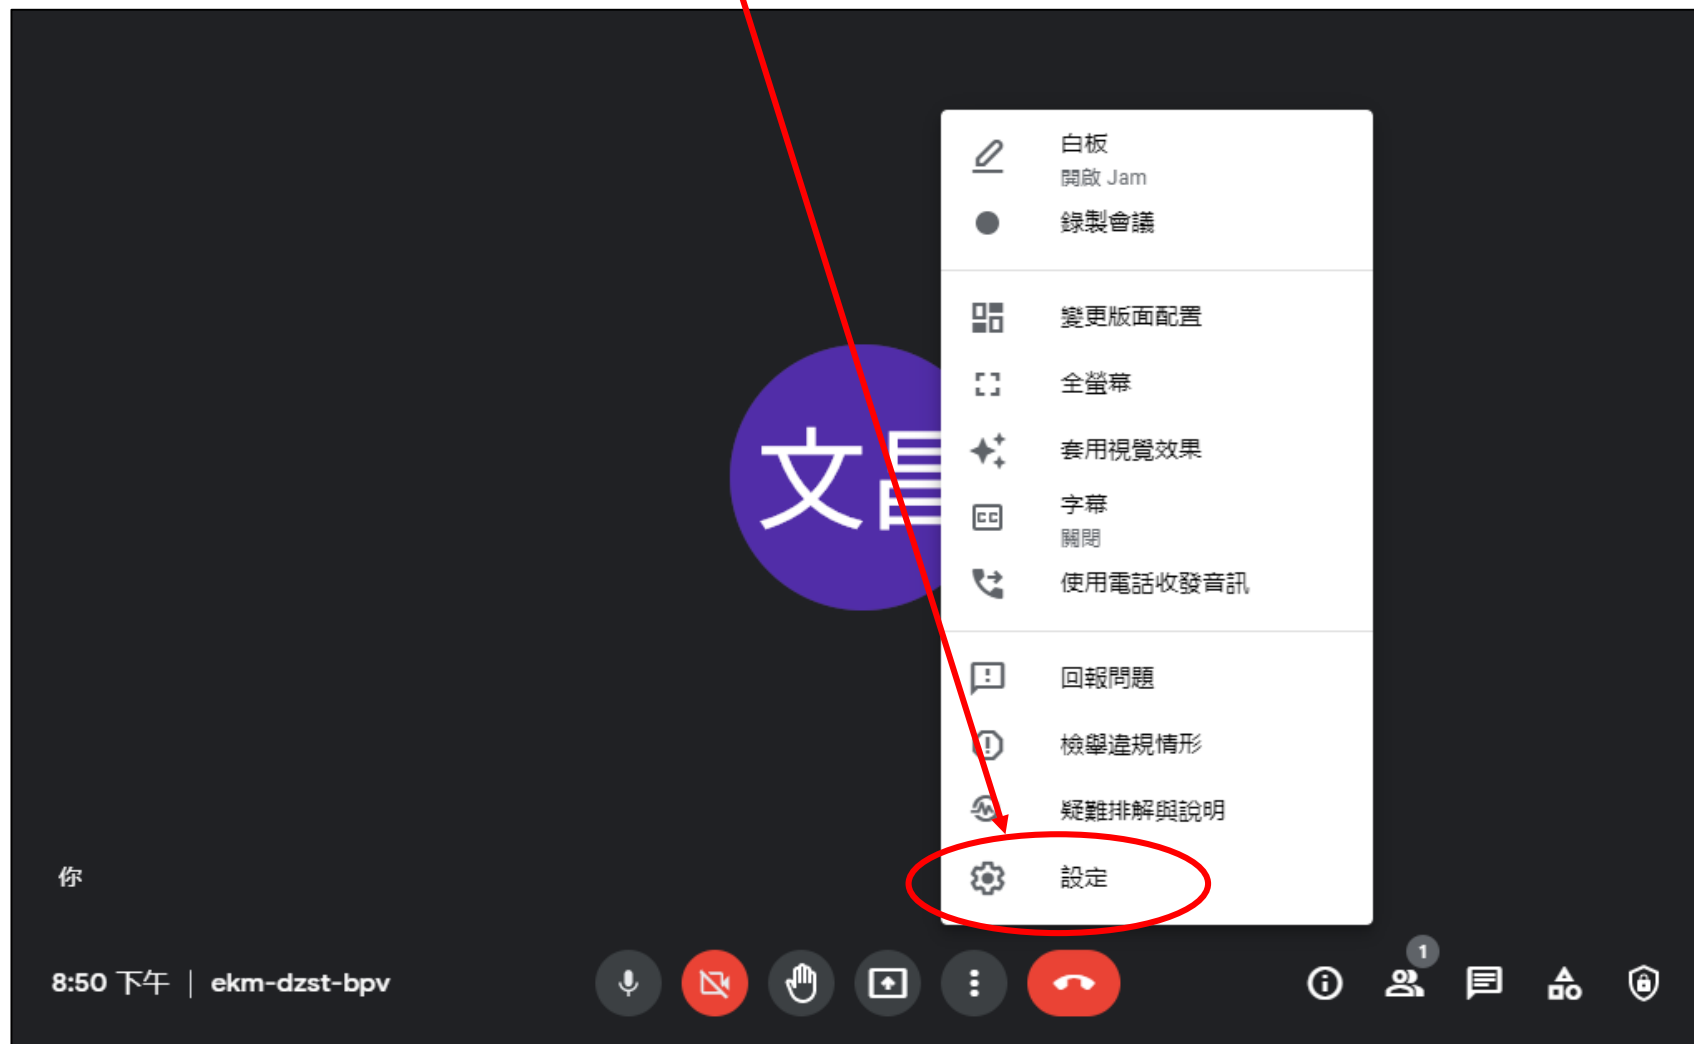 白板
開啟 Jam
錄製會議
變更版面配置
全螢幕
套用視覺效果
字幕
關閉
使用電話收發音訊
回報問題
檢舉違規情形
疑難排解與說明
設定
文昌
你
8:50 下午 | ekm-dzst-bpv
1